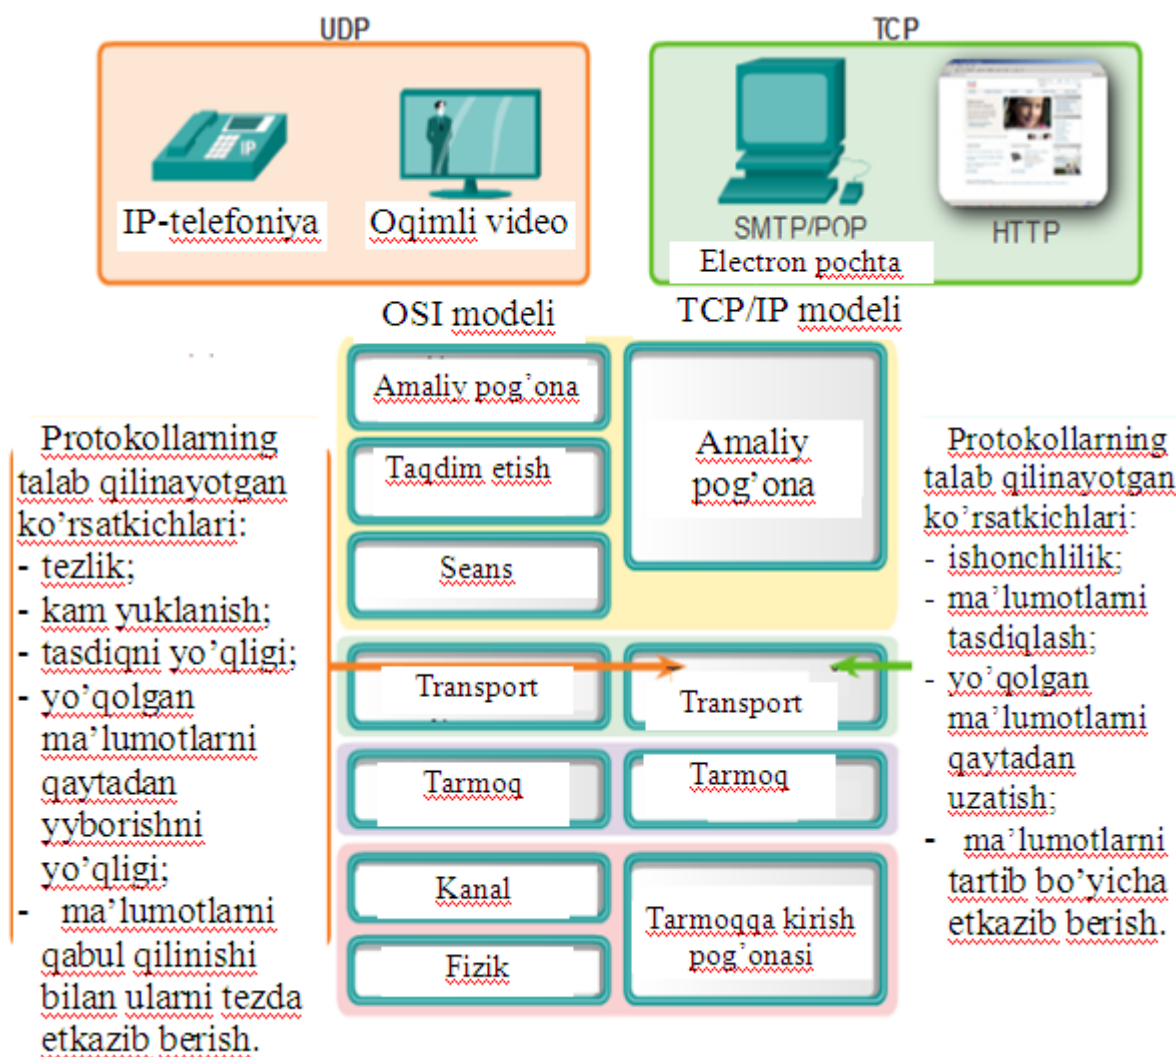 UDP
TCP
IP
IP-telefoniya
Oqimli video
SMTP/POP
Electron pochta
HTTP
OSI modeli
TCP/IP modeli
Amaliy pog’ona
Taqdim etish
Seans
Transport
Tarmoq
Kanal
Fizik
Amaliy
pog’ona
Transport
Tarmoq
Tarmoqqa kirish
pog’onasi
Protokollarning
talab qilinayotgan
ko’rsatkichlari:
- tezlik;
- kam yuklanish;
- tasdiqni yo’qligi;
- yo’qolgan
ma’lumotlarni
qaytadan
yyborishni
yo’qligi;
- ma’lumotlarni
qabul qilinishi
bilan ularni tezda
etkazib berish.
Protokollarning
talab qilinayotgan
ko’rsatkichlari:
- ishonchlilik;
- ma’lumotlarni
tasdiqlash;
- yo’qolgan
ma’lumotlarni
qaytadan
uzatish;
- ma’lumotlarni
tartib bo’yicha
etkazib berish.